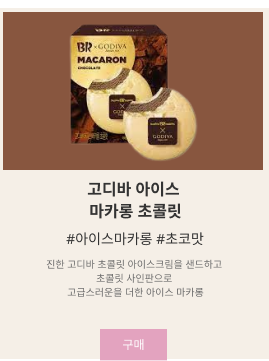 BR × GODIVA
MACARON
CHOCOLATE
GODIVA
고디바 아이스
마카롱 초콜릿
#아이스마카롱 #초코맛
진한 고디바 초콜릿 아이스크림을 샌드하고
초콜릿 사인판으로
고급스러운을 더한 아이스 마카롱
구매